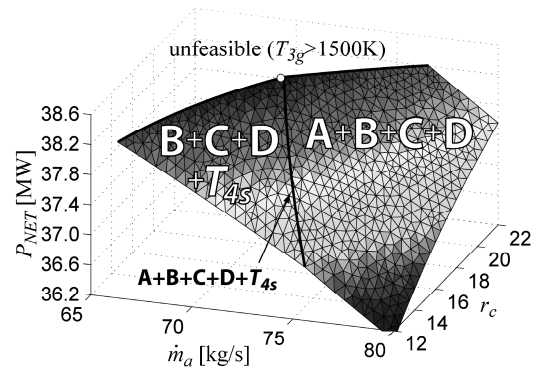 unfeasible (T3g>1500K)
B+C+D
+T4s
A+B+C+D
A+B+C+D+T4s
PNET [MW]
38.6
38.2
37.8
37.4
37.0
36.6
36.2
65
70
75
80
ṁa [kg/s]
12
14
16
18
20
22
rc